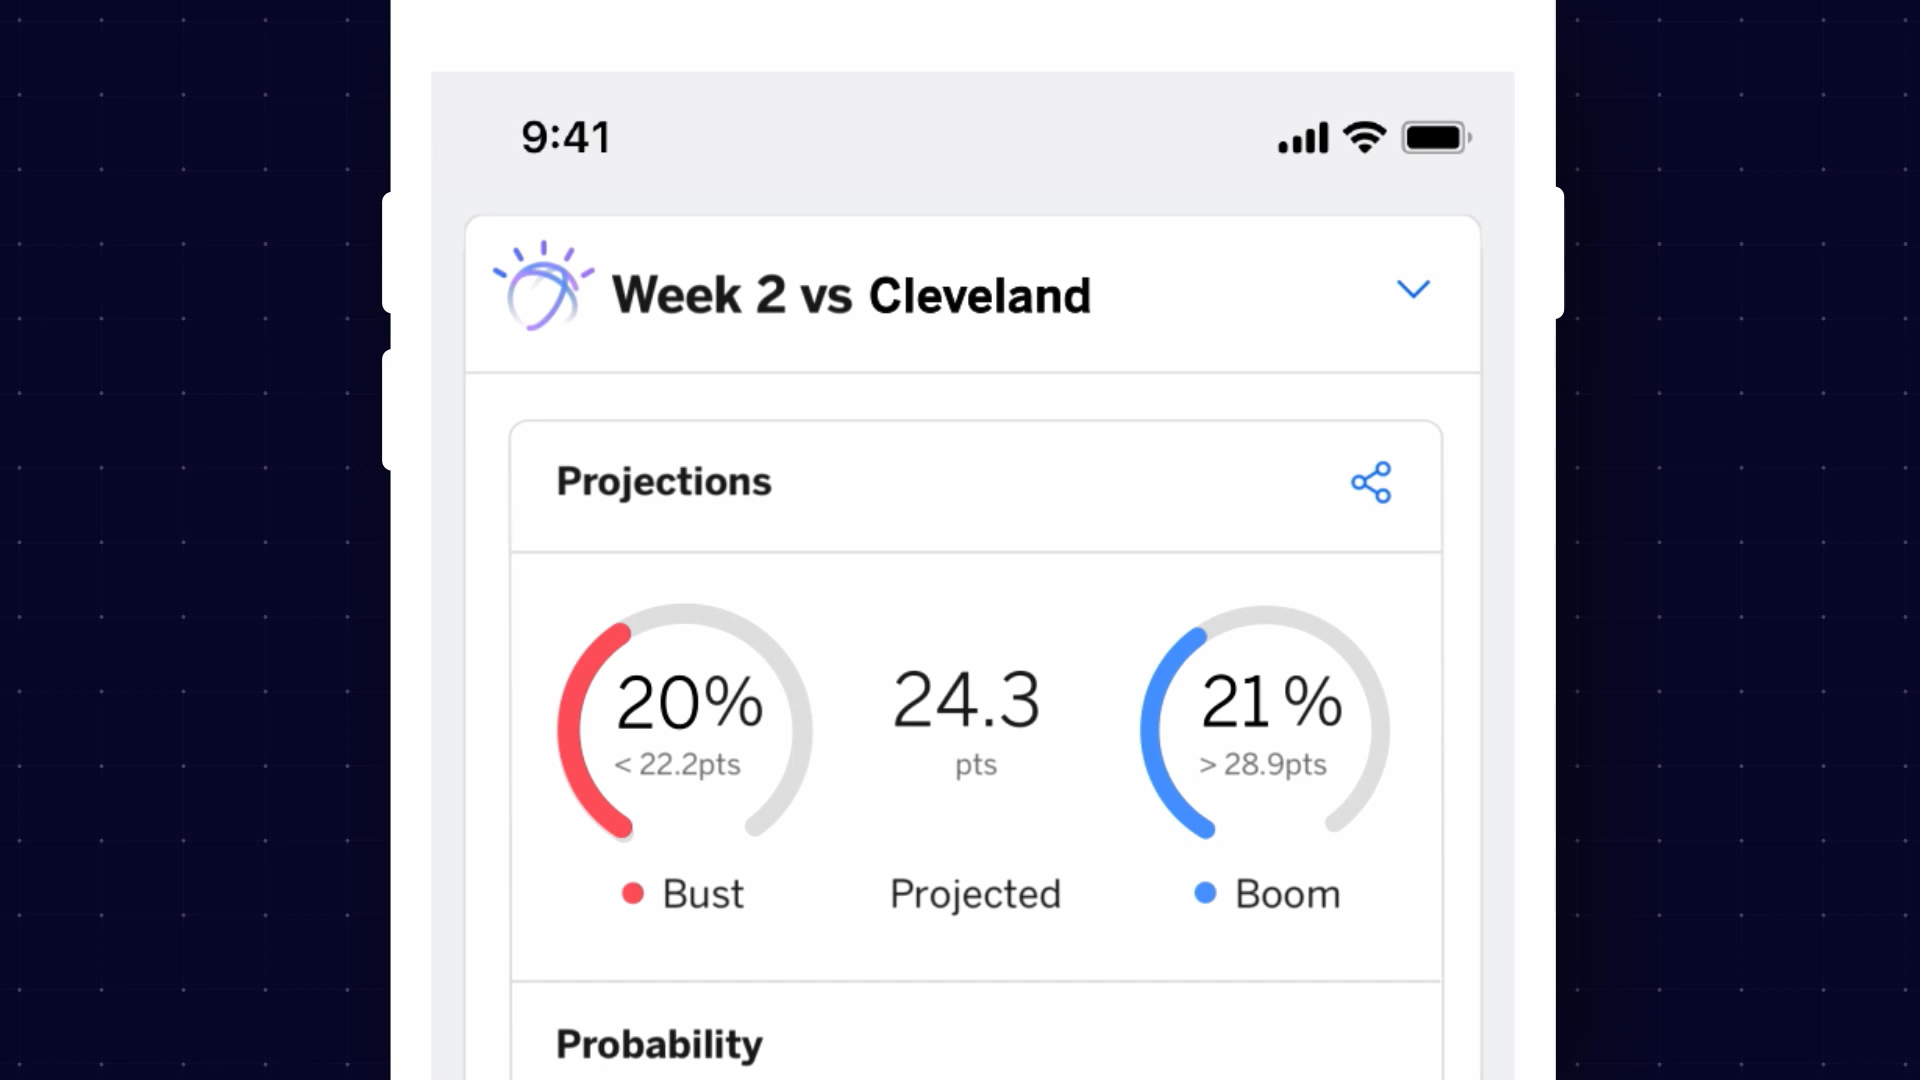 9:41
Week 2 vs Cleveland
Projections
20%
< 22.2pts
Bust
24.3
pts
Projected
21%
> 28.9pts
Boom
Probability